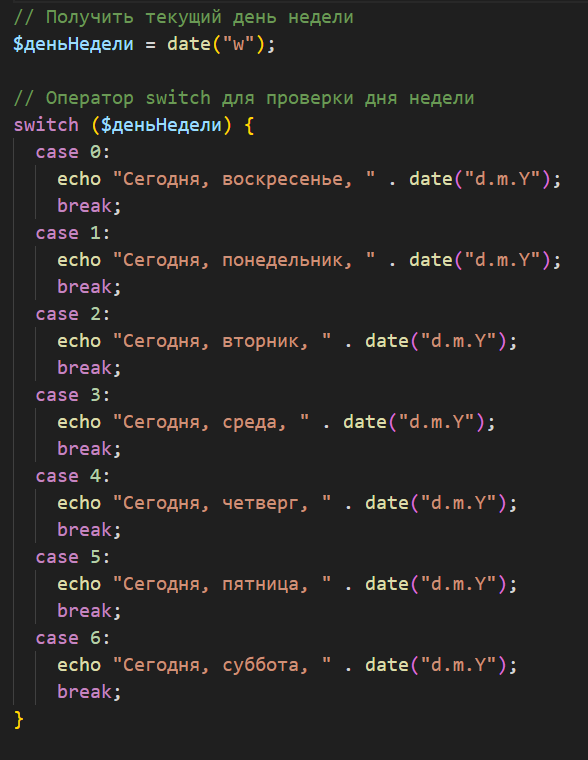 // Получить текущий день недели
$деньНедели = date("w");
// Оператор switch для проверки дня недели
switch ($деньНедели) {
case 0:
echo "Сегодня, воскресенье, " . date("d.m.Y");
break;
case 1:
echo "Сегодня, понедельник, " . date("d.m.Y");
break;
case 2:
echo "Сегодня, вторник, " . date("d.m.Y");
break;
case 3:
echo "Сегодня, среда, " . date("d.m.Y");
break;
case 4:
echo "Сегодня, четверг, " . date("d.m.Y");
break;
case 5:
echo "Сегодня, пятница, " . date("d.m.Y");
break;
case 6:
echo "Сегодня, суббота, " . date("d.m.Y");
break;
}